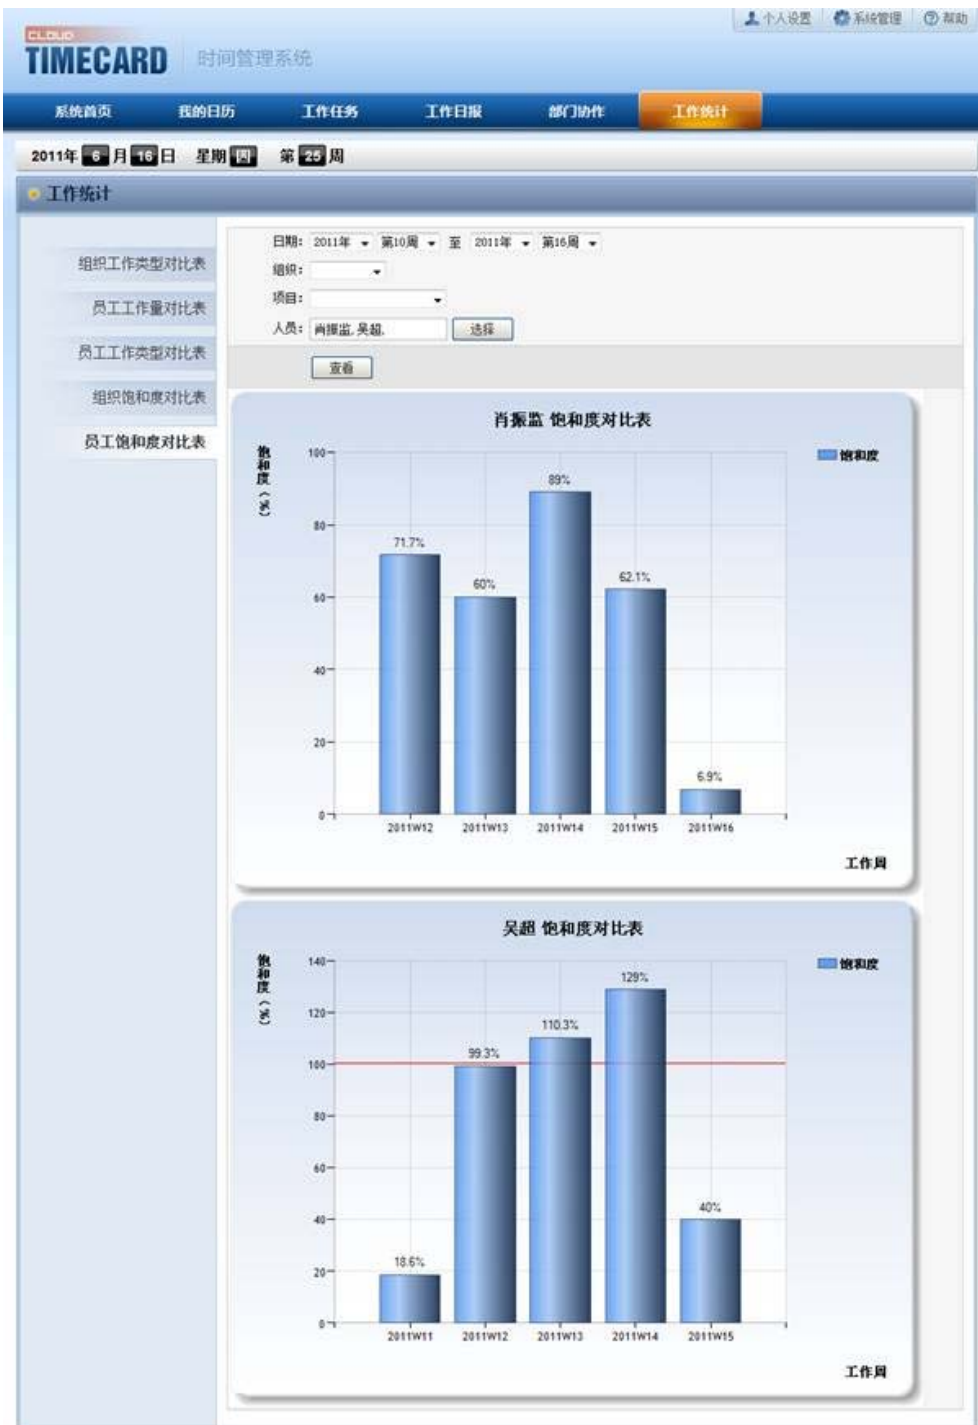 个人设置 系统管理 帮助
CLOUD
TIMECARD 时间管理系统
系统首页 我的日历 工作任务 工作日报 部门协作 工作统计
2011年 6 月 16 日 星期 四 第 25 周
工作统计
组织工作类型对比表
员工工作量对比表
员工工作类型对比表
组织饱和度对比表
员工饱和度对比表
日期: 2011年 第10周 至 2011年 第16周
组织:
项目:
人员: 肖振监,吴超, 选择
查看
肖振监 饱和度对比表
饱和度(%)
饱和度
100
80
60
40
20
0
71.7%
60%
89%
62.1%
6.9%
2011W12 2011W13 2011W14 2011W15 2011W16
工作周
吴超 饱和度对比表
饱和度(%)
饱和度
140
120
100
80
60
40
20
0
18.6%
99.3%
110.3%
129%
40%
2011W11 2011W12 2011W13 2011W14 2011W15
工作周